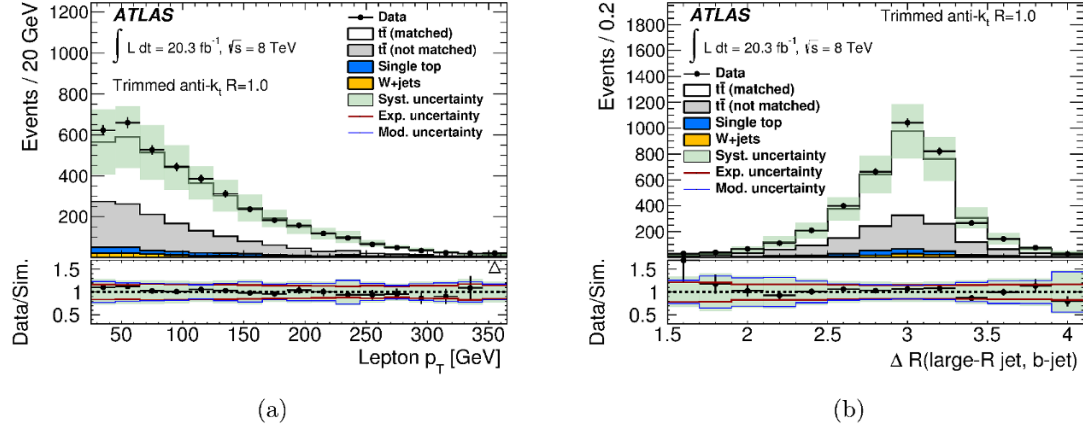 ATLAS
∫ L dt = 20.3 fb⁻¹, √s = 8 TeV
Trimmed anti-kₜ R=1.0
Data
tt̄ (matched)
tt̄ (not matched)
Single top
W+jets
Syst. uncertainty
Exp. uncertainty
Mod. uncertainty
Events / 20 GeV
1200
1000
800
600
400
200
Data/Sim.
1.5
1
0.5
50 100 150 200 250 300 350
Lepton p_T [GeV]
(a)
ATLAS
Trimmed anti-kₜ R=1.0
∫ L dt = 20.3 fb⁻¹, √s = 8 TeV
Data
tt̄ (matched)
tt̄ (not matched)
Single top
W+jets
Syst. uncertainty
Exp. uncertainty
Mod. uncertainty
Events / 0.2
1800
1600
1400
1200
1000
800
600
400
200
Data/Sim.
1.5
1
0.5
1.5 2 2.5 3 3.5 4
Δ R(large-R jet, b-jet)
(b)